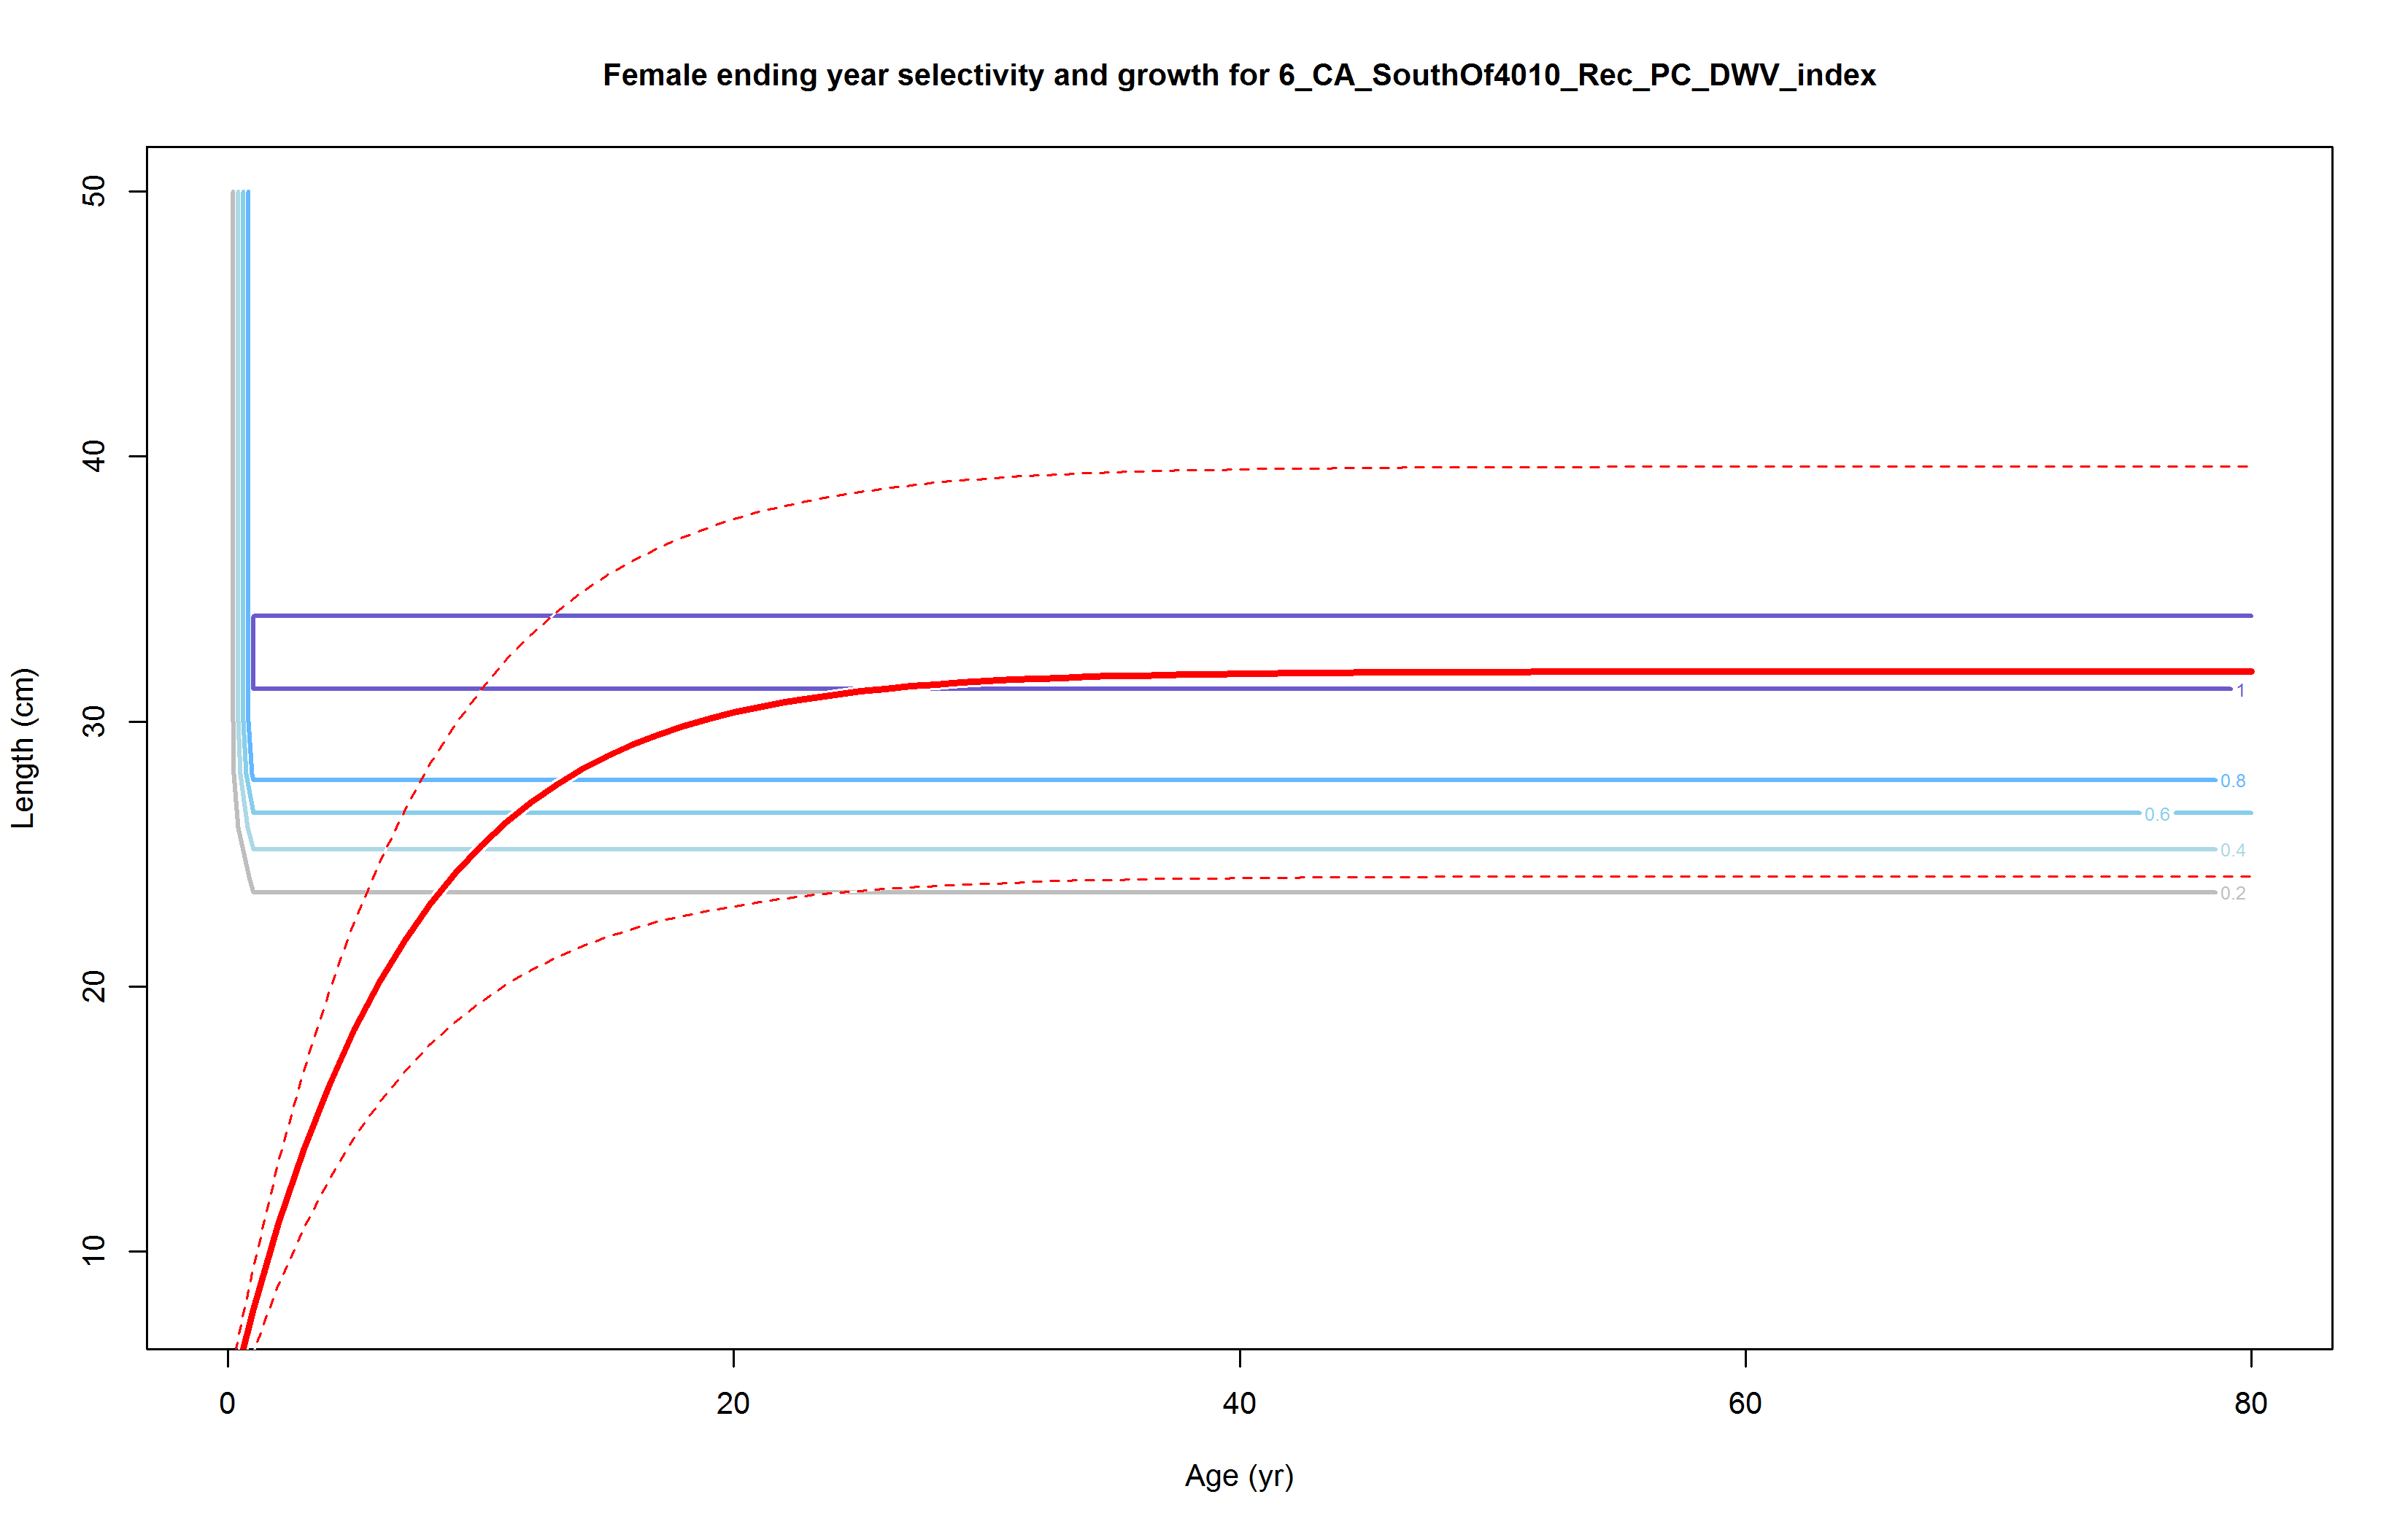 Female ending year selectivity and growth for 6_CA_SouthOf4010_Rec_PC_DWV_index
50
40
30
20
10
Length (cm)
1
0.8
0.6
0.4
0.2
0 20 40 60 80
Age (yr)